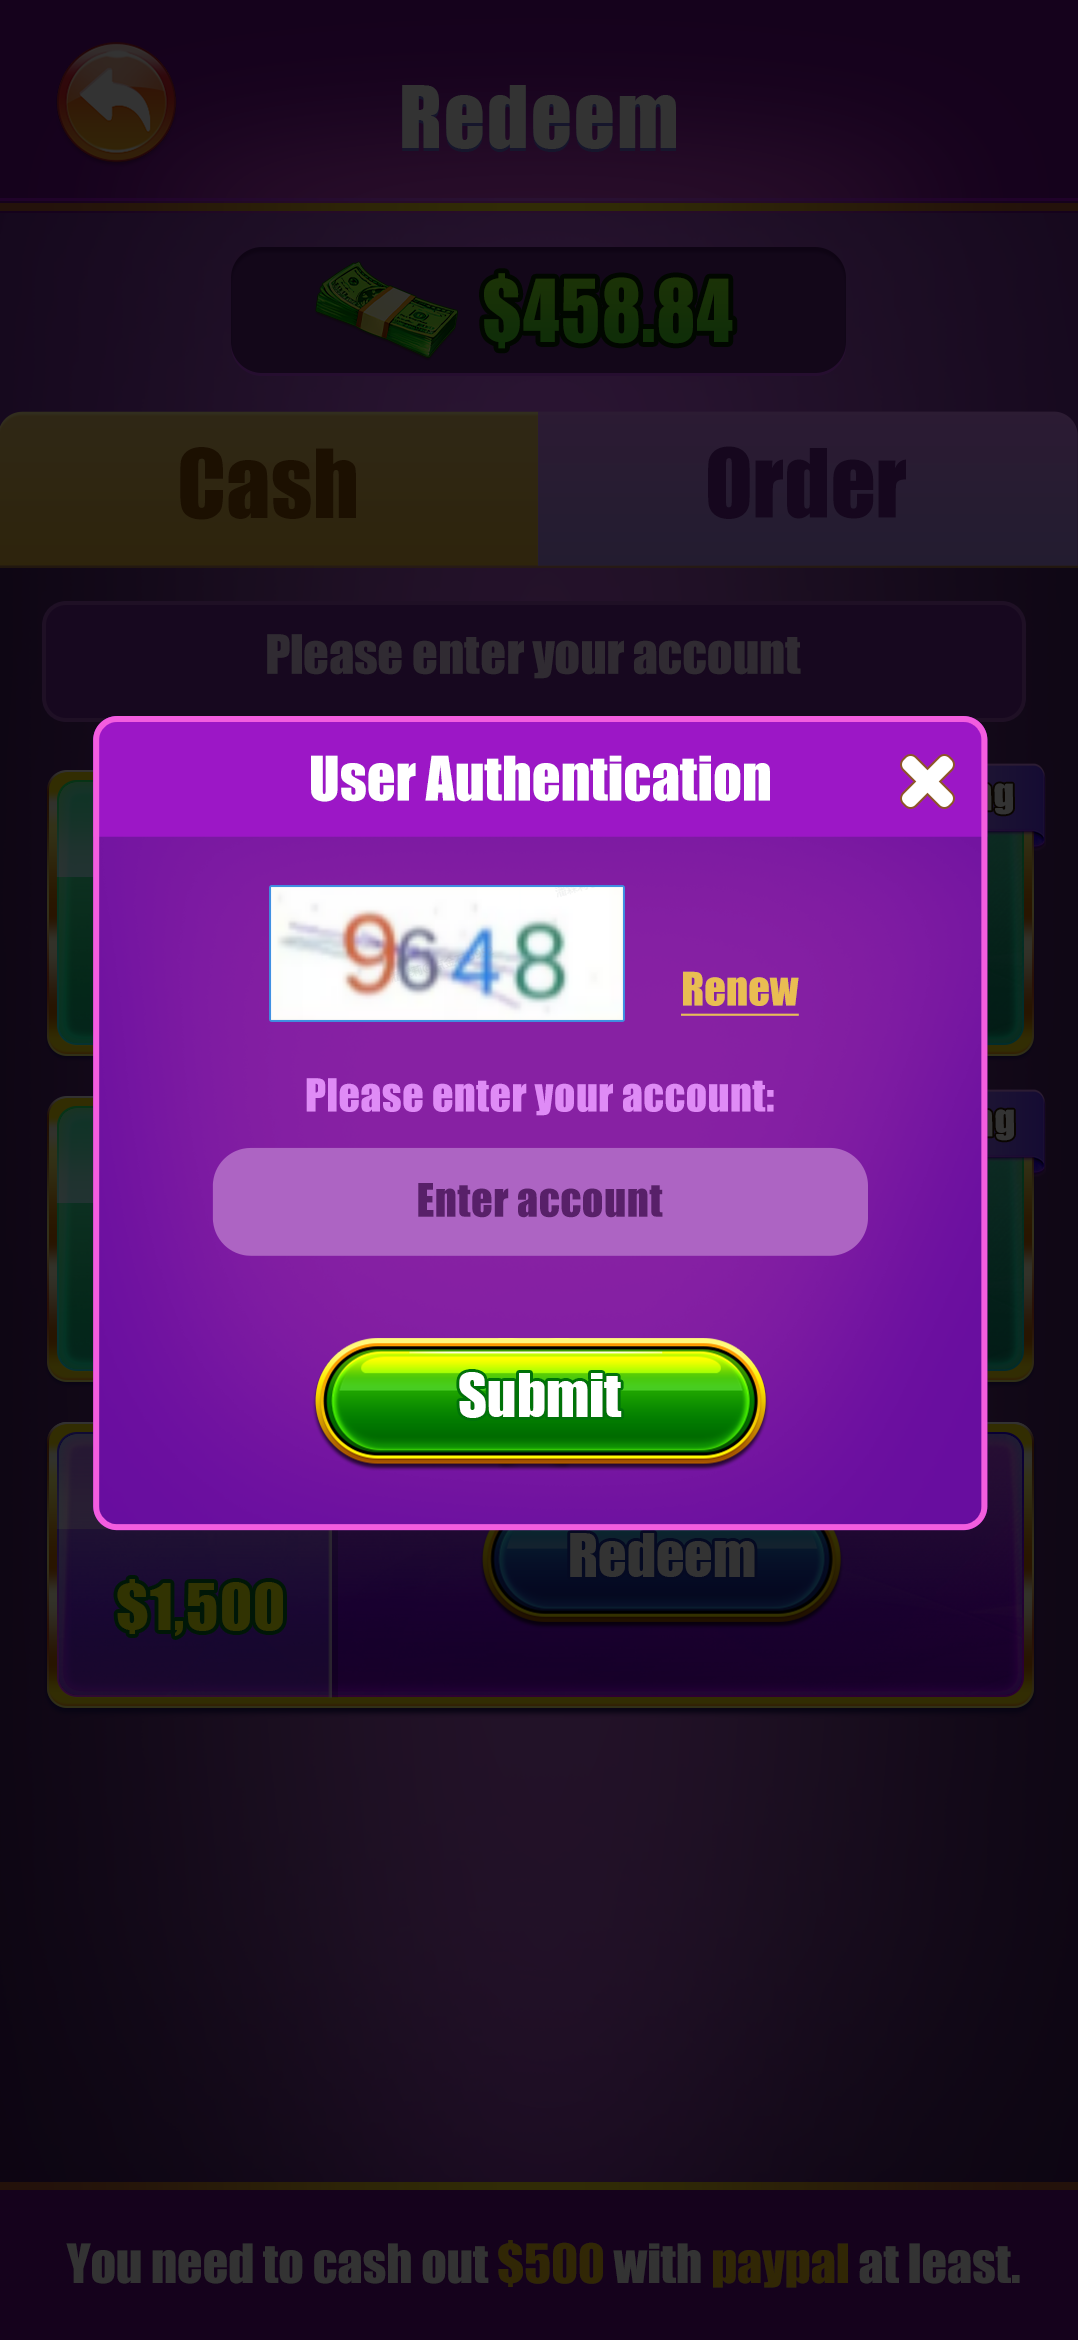 Redeem
$458.84
Cash
Order
Please enter your account
User Authentication
9648
Renew
Please enter your account:
Enter account
Submit
Redeem
$1,500
You need to cash out $500 with paypal at least.